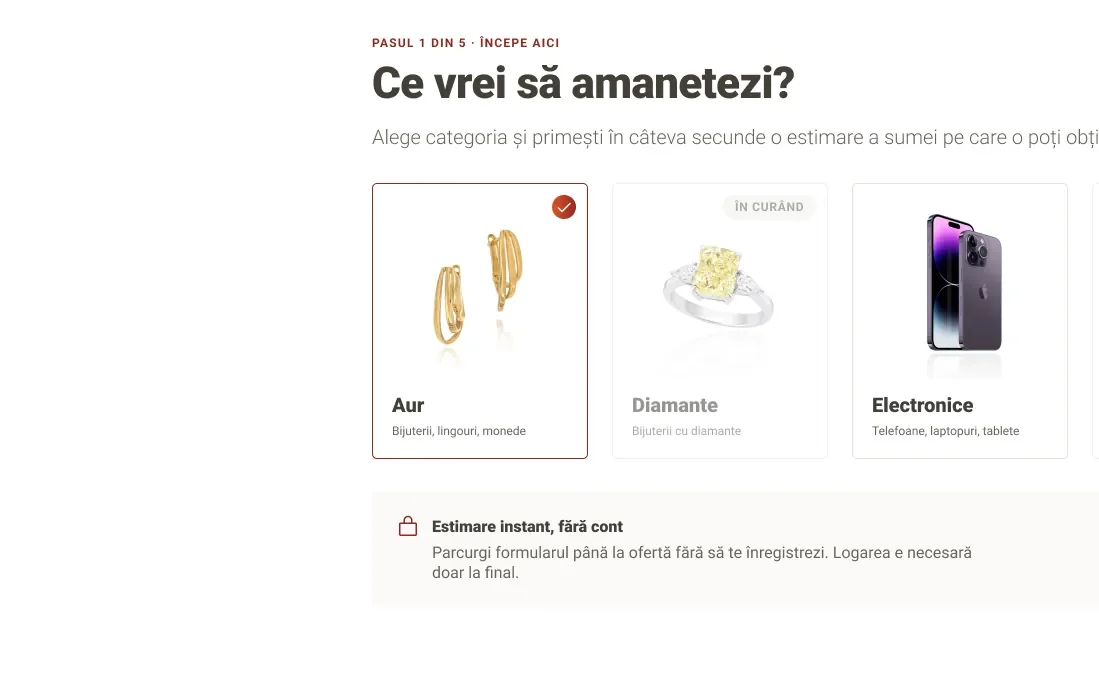 PASUL 1 DIN 5 · ÎNCEPE AICI
Ce vrei să amanetezi?
Alege categoria și primești în câteva secunde o estimare a sumei pe care o poți obți
ÎN CURÂND
Aur
Bijuterii, lingouri, monede
Diamante
Bijuterii cu diamante
Electronice
Telefoane, laptopuri, tablete
Estimare instant, fără cont
Parcurgi formularul până la ofertă fără să te înregistrezi. Logarea e necesară
doar la final.